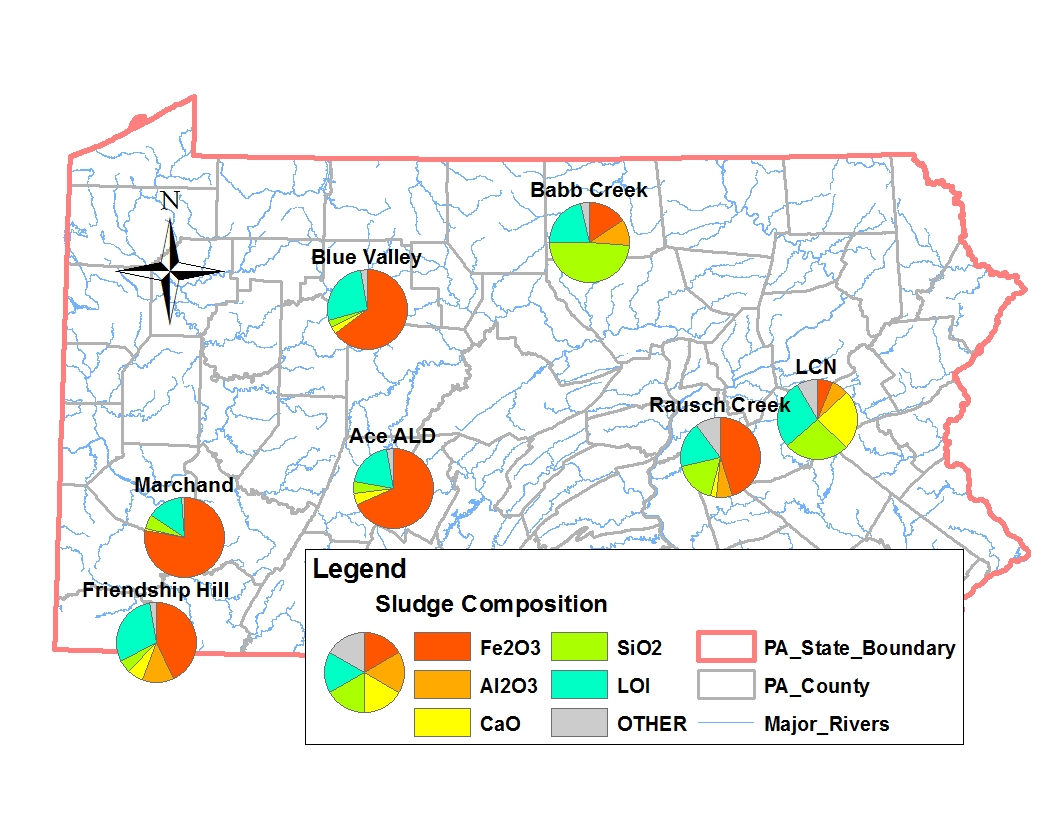 N
Babb Creek
Blue Valley
LCN
Rausch Creek
Ace ALD
Marchand
Friendship Hill
Legend
Sludge Composition
Fe2O3
Al2O3
CaO
SiO2
LOI
OTHER
PA_State_Boundary
PA_County
Major_Rivers